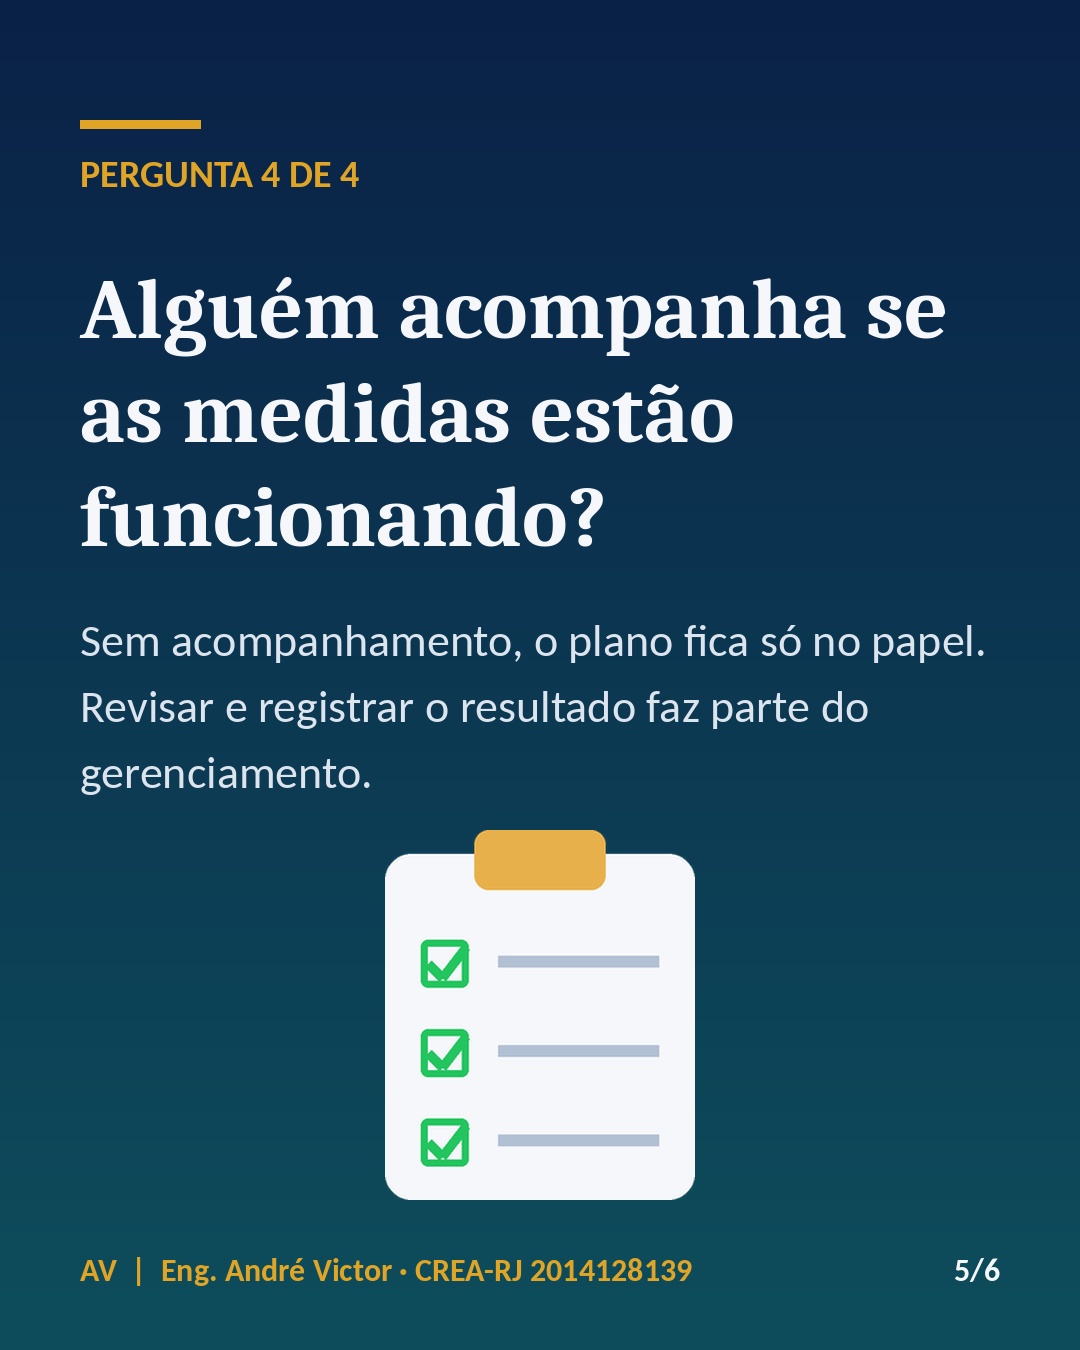 PERGUNTA 4 DE 4
Alguém acompanha se
as medidas estão
funcionando?
Sem acompanhamento, o plano fica só no papel.
Revisar e registrar o resultado faz parte do
gerenciamento.
AV | Eng. André Victor · CREA-RJ 2014128139
5/6